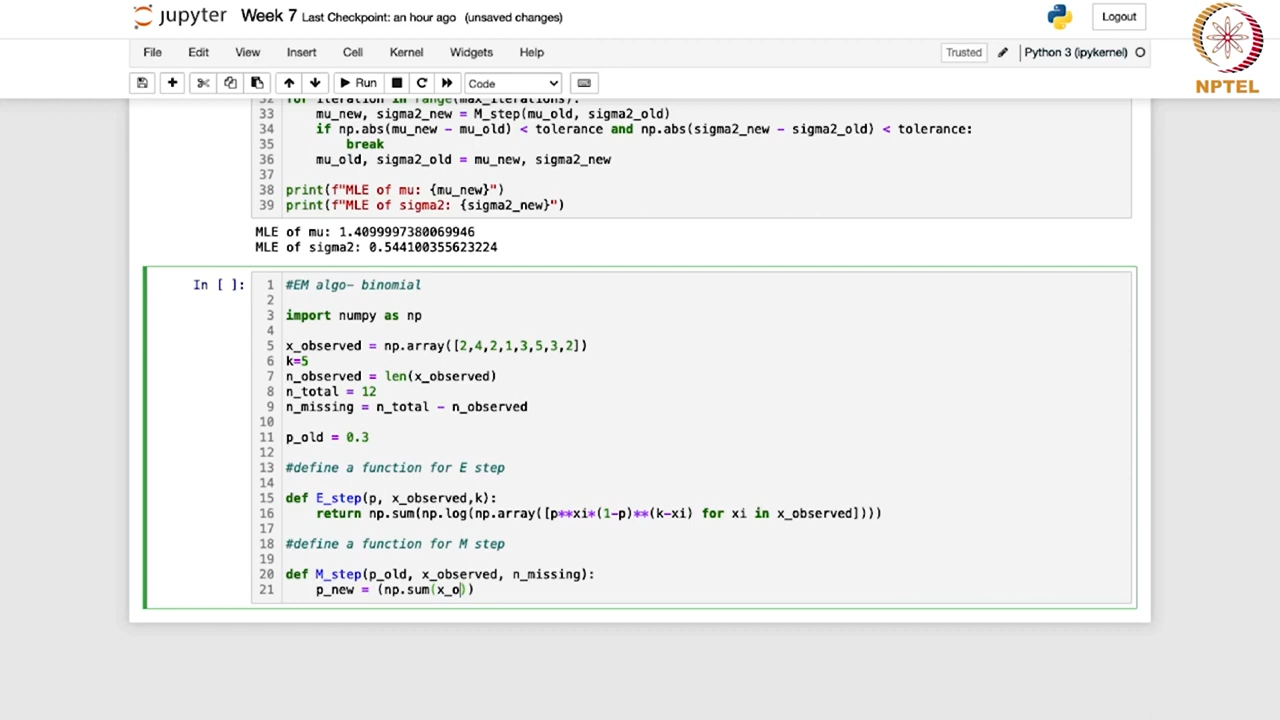 jupyter Week 7 Last Checkpoint: an hour ago (unsaved changes)
Logout
NPTEL
File Edit View Insert Cell Kernel Widgets Help
Trusted Python 3 (ipykernel)
Run Code
32 for iteration in range(max_iterations):
33 mu_new, sigma2_new = M_step(mu_old, sigma2_old)
34 if np.abs(mu_new - mu_old) < tolerance and np.abs(sigma2_new - sigma2_old) < tolerance:
35 break
36 mu_old, sigma2_old = mu_new, sigma2_new
37
38 print(f"MLE of mu: {mu_new}")
39 print(f"MLE of sigma2: {sigma2_new}")
MLE of mu: 1.4099997380069946
MLE of sigma2: 0.544100355623224
In [ ]:
1 #EM algo- binomial
2
3 import numpy as np
4
5 x_observed = np.array([2,4,2,1,3,5,3,2])
6 k=5
7 n_observed = len(x_observed)
8 n_total = 12
9 n_missing = n_total - n_observed
10
11 p_old = 0.3
12
13 #define a function for E step
14
15 def E_step(p, x_observed,k):
16 return np.sum(np.log(np.array([p**xi*(1-p)**(k-xi) for xi in x_observed])))
17
18 #define a function for M step
19
20 def M_step(p_old, x_observed, n_missing):
21 p_new = (np.sum(x_o))